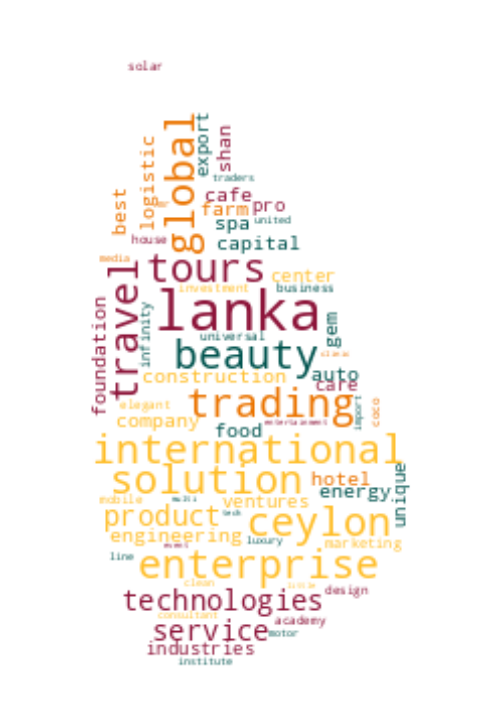 solar
global
export
shan
logistic
traders
best
cafe
farm
pro
spa
united
house
capital
media
tours
center
travel
investment
business
lanka
foundation
infinity
gem
universal
beauty
auto
care
construction
trading
import
coco
elegant
company
entertainment
food
international
solution
hotel
energy
unique
mobile
multi
ventures
product
tech
ceylon
engineering
luxury
marketing
event
line
enterprise
clean
little
design
technologies
consultant
academy
service
motor
industries
institute